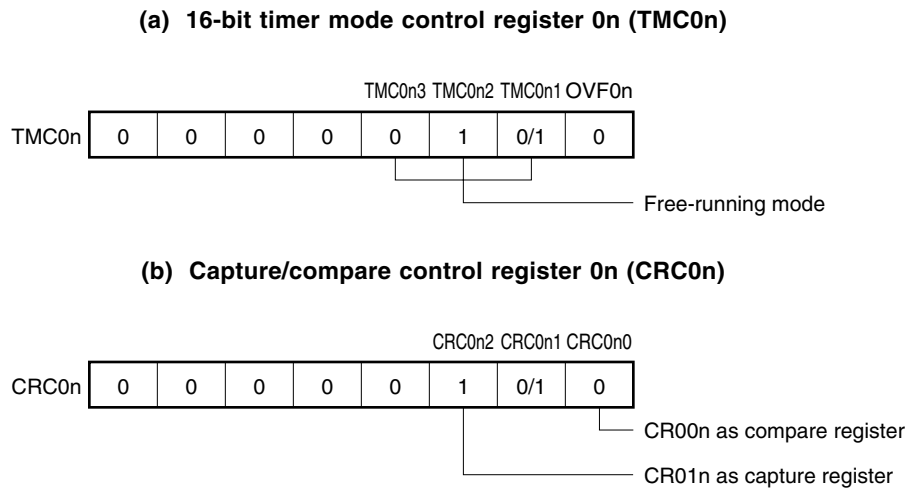 (a) 16-bit timer mode control register 0n (TMC0n)
TMC0n3 TMC0n2 TMC0n1 OVF0n
TMC0n 0 0 0 0 0 1 0/1 0
Free-running mode
(b) Capture/compare control register 0n (CRC0n)
CRC0n2 CRC0n1 CRC0n0
CRC0n 0 0 0 0 0 1 0/1 0
CR00n as compare register
CR01n as capture register